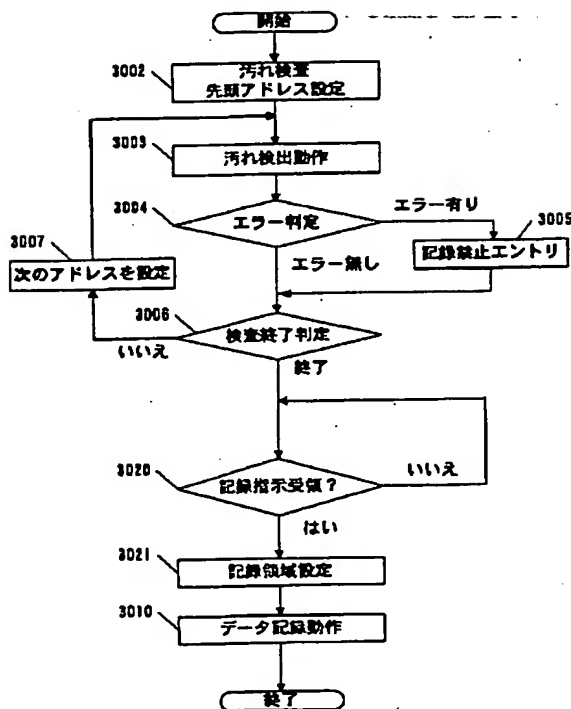 開始
3002
汚れ検査
先頭アドレス設定
3003
汚れ検出動作
3004
エラー判定
エラー有り
3005
記録禁止エントリ
エラー無し
3007
次のアドレスを設定
3006
検査終了判定
いいえ
終了
3020
記録指示受領？
いいえ
はい
3021
記録領域設定
3010
データ記録動作
終了